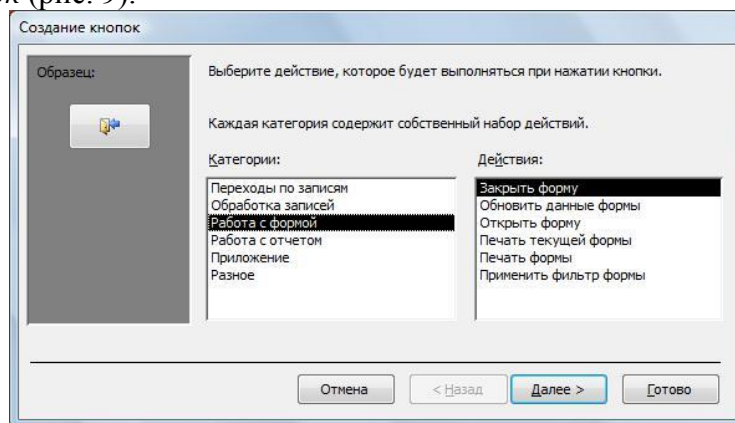 к (рис. 9).
Создание кнопок
Образец:
Выберите действие, которое будет выполняться при нажатии кнопки.
Каждая категория содержит собственный набор действий.
Категории:
Действия:
Переходы по записям
Обработка записей
Работа с формой
Работа с отчетом
Приложение
Разное
Закрыть форму
Обновить данные формы
Открыть форму
Печать текущей формы
Печать формы
Применить фильтр формы
Отмена
< Назад
Далее >
Готово